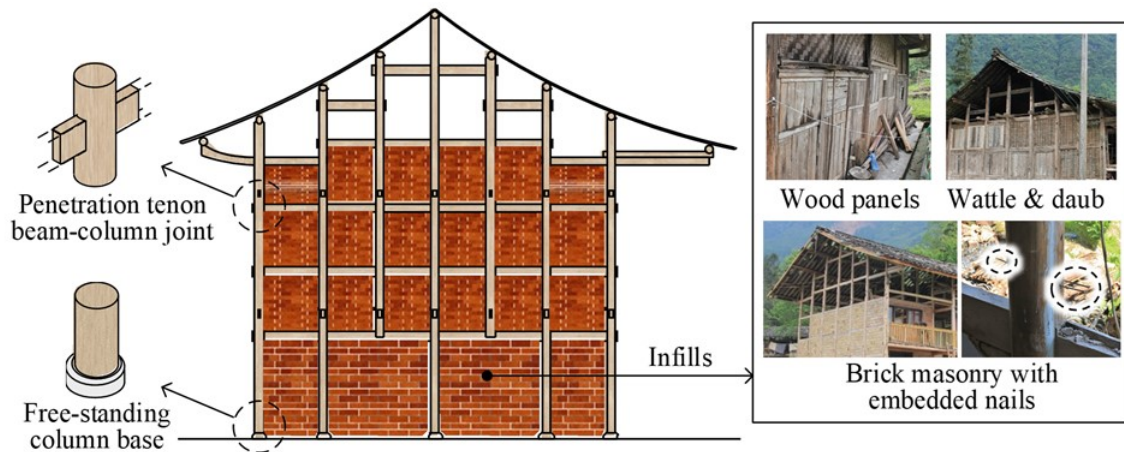 Penetration tenon
beam-column joint
Free-standing
column base
Infills
Wood panels
Wattle & daub
Brick masonry with
embedded nails